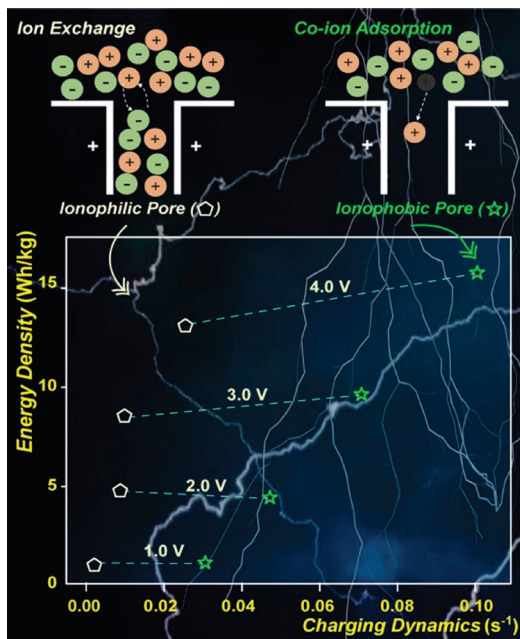 Ion Exchange
Co-ion Adsorption
+
+
+
+
Ionophilic Pore (⬠)
Ionophobic Pore (☆)
Energy Density (Wh/kg)
15
10
5
0
4.0 V
3.0 V
2.0 V
1.0 V
0.00 0.02 0.04 0.06 0.08 0.10
Charging Dynamics (s⁻¹)